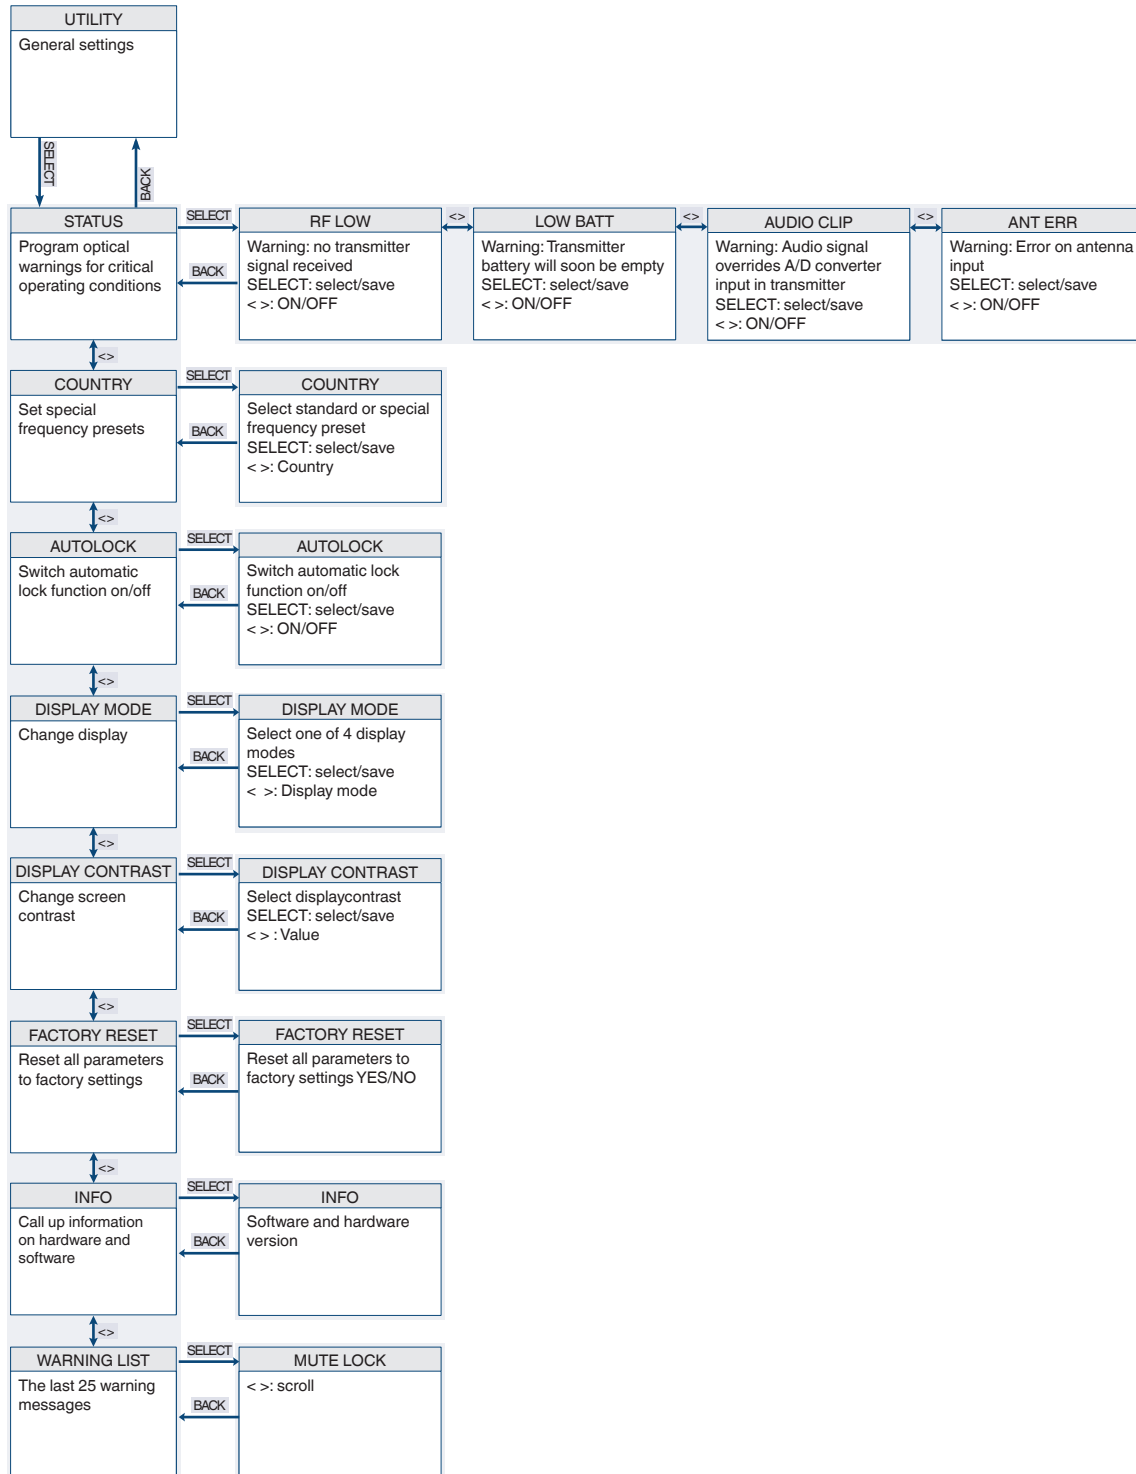 UTILITY
General settings
SELECT
BACK
STATUS
Program optical
warnings for critical
operating conditions
SELECT
BACK
RF LOW
Warning: no transmitter
signal received
SELECT: select/save
< >: ON/OFF
<>
LOW BATT
Warning: Transmitter
battery will soon be empty
SELECT: select/save
< >: ON/OFF
<>
AUDIO CLIP
Warning: Audio signal
overrides A/D converter
input in transmitter
SELECT: select/save
< >: ON/OFF
<>
ANT ERR
Warning: Error on antenna
input
SELECT: select/save
< >: ON/OFF
<>
COUNTRY
Set special
frequency presets
SELECT
BACK
COUNTRY
Select standard or special
frequency preset
SELECT: select/save
< >: Country
<>
AUTOLOCK
Switch automatic
lock function on/off
SELECT
BACK
AUTOLOCK
Switch automatic lock
function on/off
SELECT: select/save
< >: ON/OFF
<>
DISPLAY MODE
Change display
SELECT
BACK
DISPLAY MODE
Select one of 4 display
modes
SELECT: select/save
< >: Display mode
<>
DISPLAY CONTRAST
Change screen
contrast
SELECT
BACK
DISPLAY CONTRAST
Select displaycontrast
SELECT: select/save
< > : Value
<>
FACTORY RESET
Reset all parameters
to factory settings
SELECT
BACK
FACTORY RESET
Reset all parameters to
factory settings YES/NO
<>
INFO
Call up information
on hardware and
software
SELECT
BACK
INFO
Software and hardware
version
<>
WARNING LIST
The last 25 warning
messages
SELECT
BACK
MUTE LOCK
< >: scroll